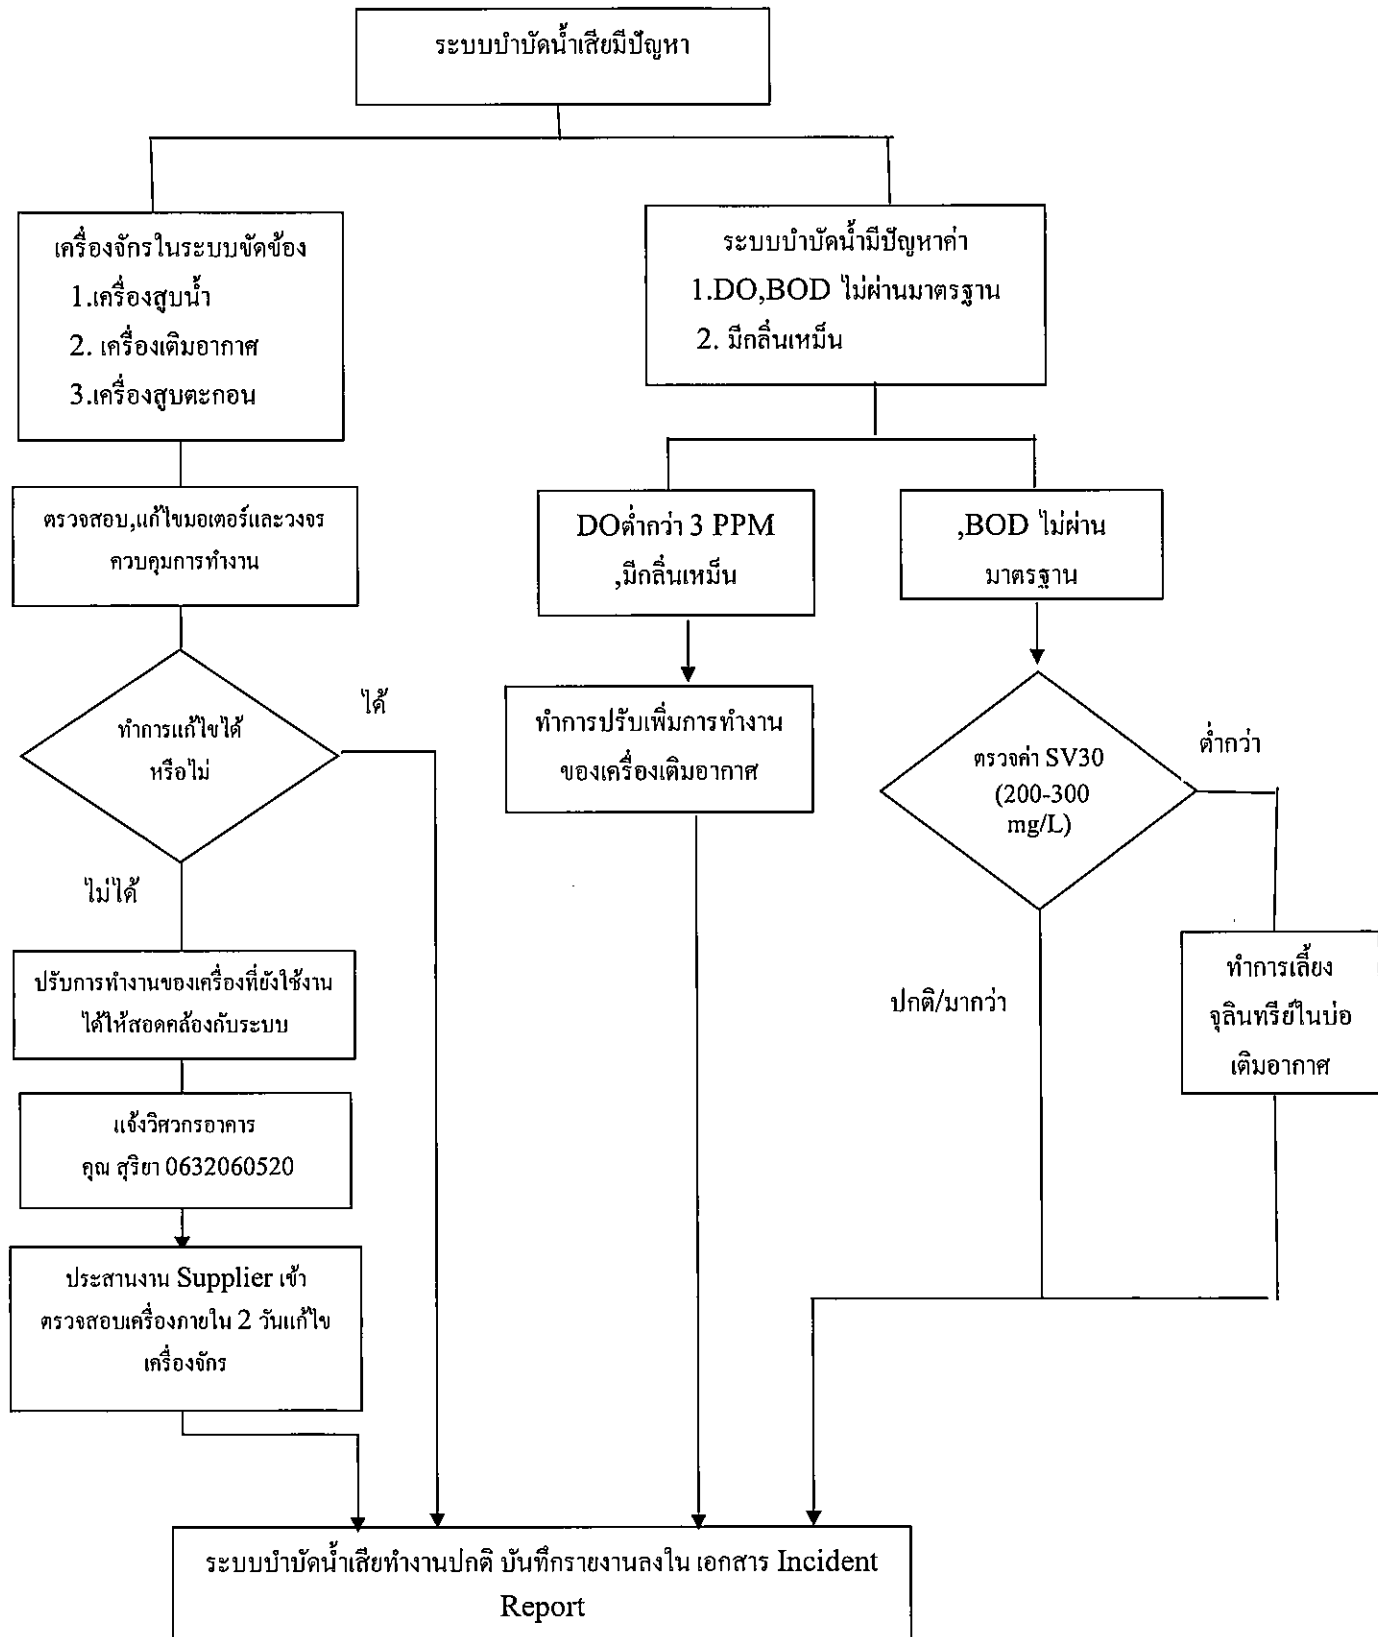 ระบบบำบัดน้ำเสียมีปัญหา
เครื่องจักรในระบบขัดข้อง
1.เครื่องสูบน้ำ
2. เครื่องเติมอากาศ
3.เครื่องสูบตะกอน
ระบบบำบัดน้ำมีปัญหาค่า
1.DO,BOD ไม่ผ่านมาตรฐาน
2. มีกลิ่นเหม็น
ตรวจสอบ,แก้ไขมอเตอร์และวงจร
ควบคุมการทำงาน
DOต่ำกว่า 3 PPM
,มีกลิ่นเหม็น
,BOD ไม่ผ่าน
มาตรฐาน
ทำการแก้ไขได้
หรือไม่
ได้
ไม่ได้
ทำการปรับเพิ่มการทำงาน
ของเครื่องเติมอากาศ
ตรวจค่า SV30
(200-300
mg/L)
ต่ำกว่า
ปกติ/มากว่า
ทำการเลี้ยง
จุลินทรีย์ในบ่อ
เติมอากาศ
ปรับการทำงานของเครื่องที่ยังใช้งาน
ได้ให้สอดคล้องกับระบบ
แจ้งวิศวกรอาคาร
คุณ สุริยา 0632060520
ประสานงาน Supplier เข้า
ตรวจสอบเครื่องภายใน 2 วันแก้ไข
เครื่องจักร
ระบบบำบัดน้ำเสียทำงานปกติ บันทึกรายงานลงใน เอกสาร Incident
Report